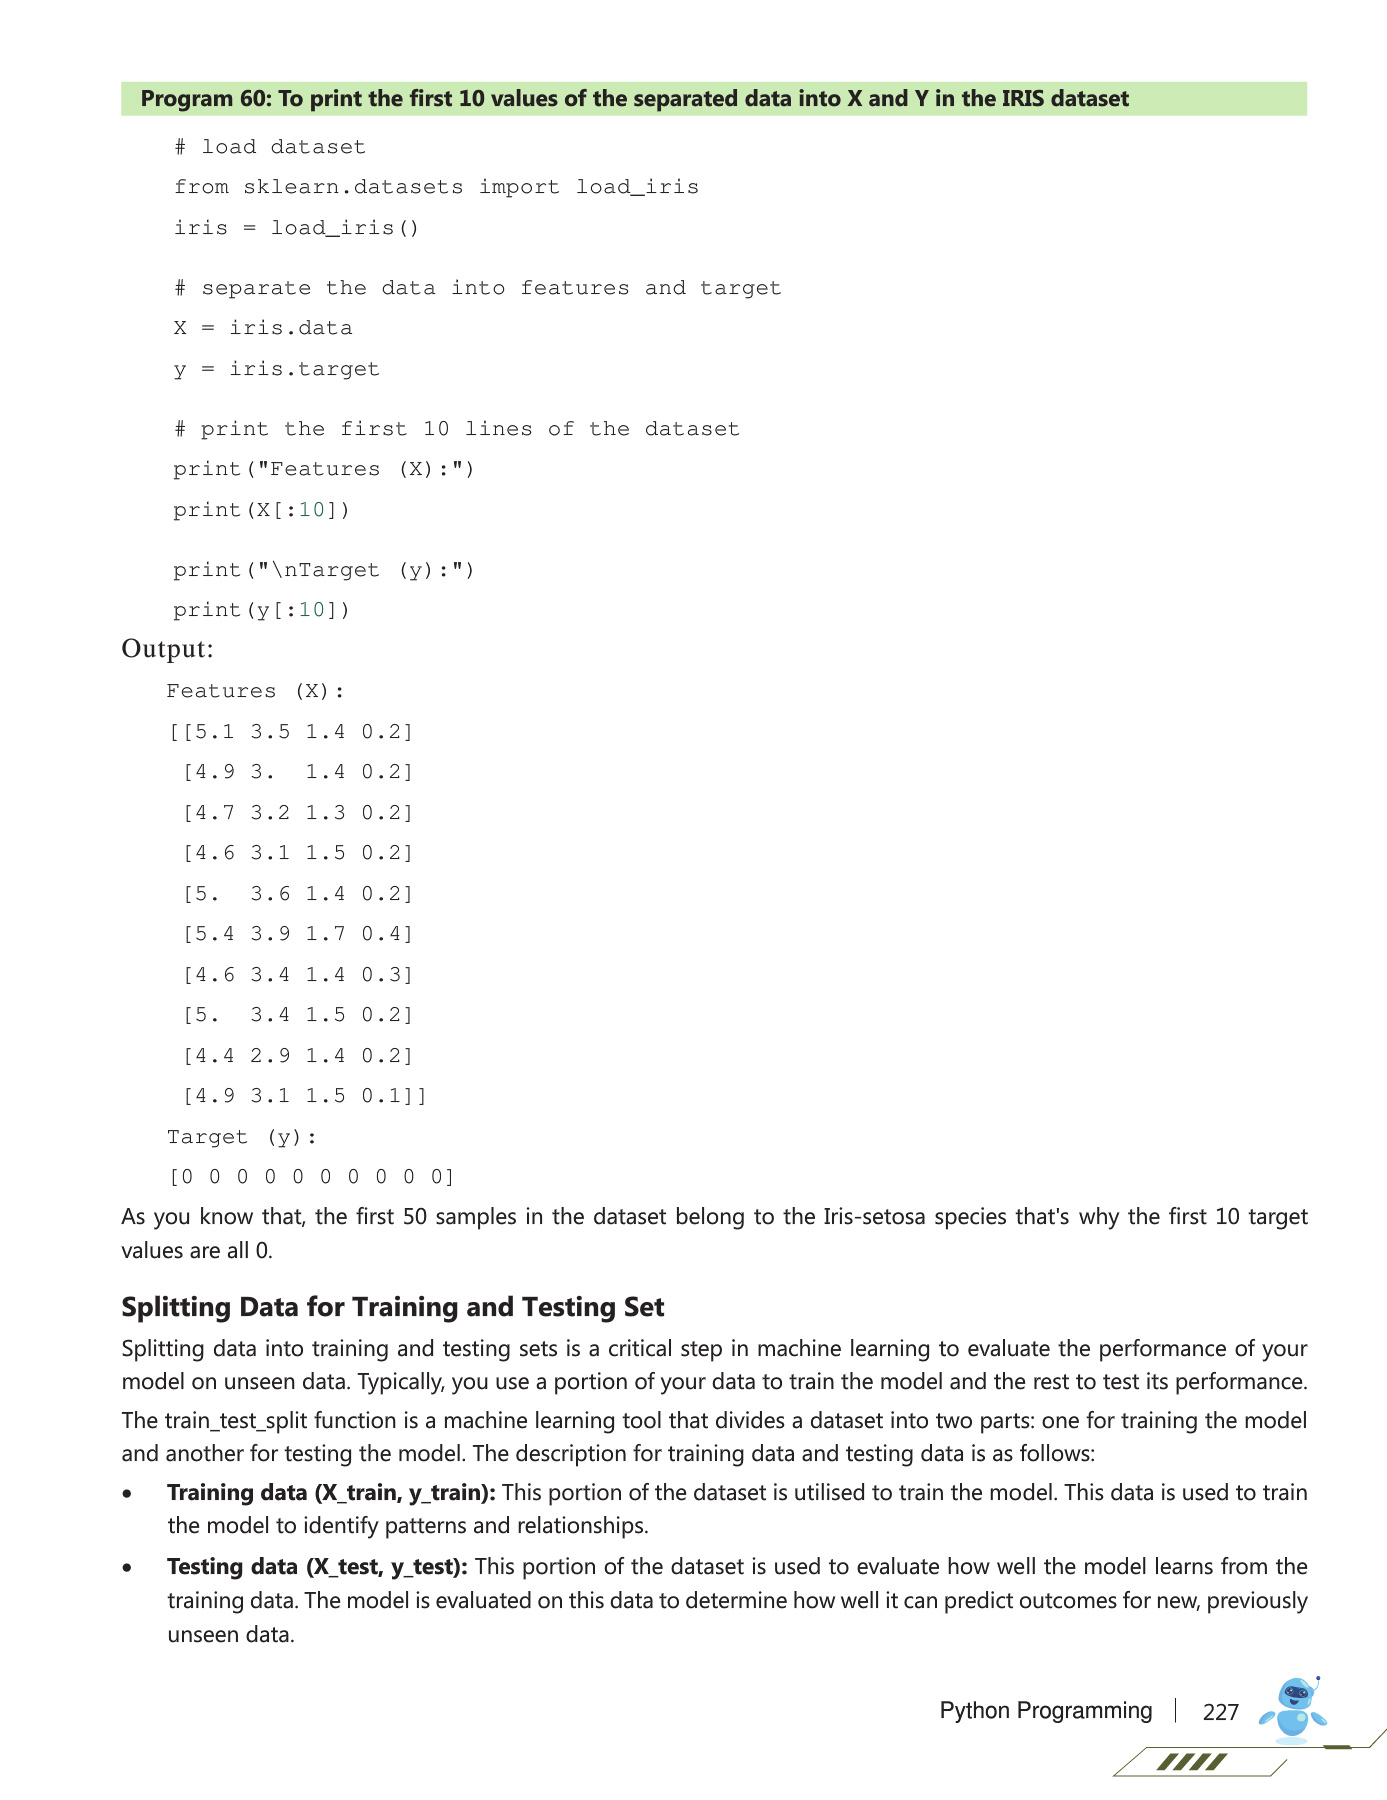 Program 60: To print the first 10 values of the separated data into X and Y in the IRIS dataset
# load dataset
from sklearn.datasets import load_iris
iris = load_iris()
# separate the data into features and target
X = iris.data
y = iris.target
# print the first 10 lines of the dataset
print("Features (X):")
print(X[:10])
print("\nTarget (y):")
print(y[:10])
Output:
Features (X):
[[5.1 3.5 1.4 0.2]
[4.9 3.  1.4 0.2]
[4.7 3.2 1.3 0.2]
[4.6 3.1 1.5 0.2]
[5.  3.6 1.4 0.2]
[5.4 3.9 1.7 0.4]
[4.6 3.4 1.4 0.3]
[5.  3.4 1.5 0.2]
[4.4 2.9 1.4 0.2]
[4.9 3.1 1.5 0.1]]
Target (y):
[0 0 0 0 0 0 0 0 0 0]
As you know that, the first 50 samples in the dataset belong to the Iris-setosa species that's why the first 10 target
values are all 0.
Splitting Data for Training and Testing Set
Splitting data into training and testing sets is a critical step in machine learning to evaluate the performance of your
model on unseen data. Typically, you use a portion of your data to train the model and the rest to test its performance.
The train_test_split function is a machine learning tool that divides a dataset into two parts: one for training the model
and another for testing the model. The description for training data and testing data is as follows:
• Training data (X_train, y_train): This portion of the dataset is utilised to train the model. This data is used to train
the model to identify patterns and relationships.
• Testing data (X_test, y_test): This portion of the dataset is used to evaluate how well the model learns from the
training data. The model is evaluated on this data to determine how well it can predict outcomes for new, previously
unseen data.
Python Programming | 227